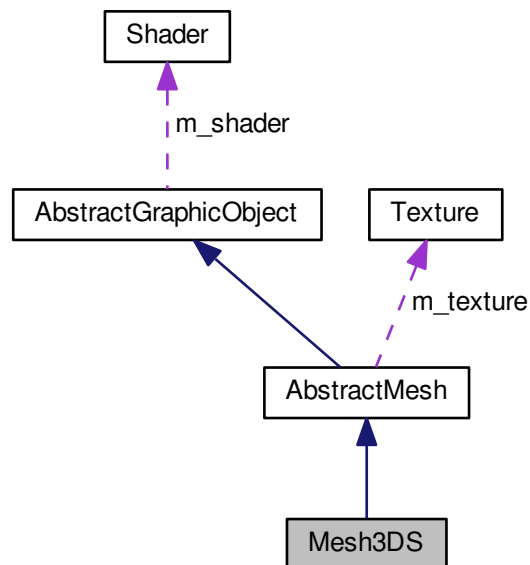 Shader
m_shader
AbstractGraphicObject
Texture
m_texture
AbstractMesh
Mesh3DS